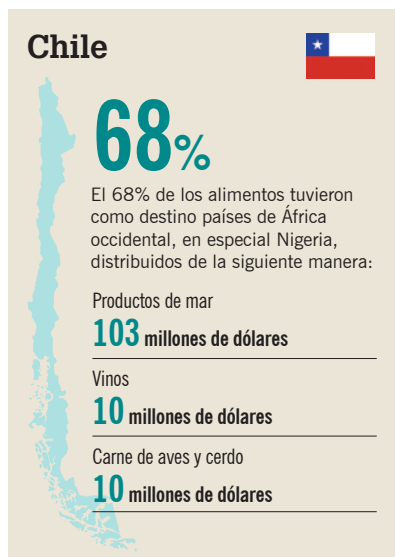 Chile
68%
El 68% de los alimentos tuvieron
como destino países de África
occidental, en especial Nigeria,
distribuidos de la siguiente manera:
Productos de mar
103 millones de dólares
Vinos
10 millones de dólares
Carne de aves y cerdo
10 millones de dólares